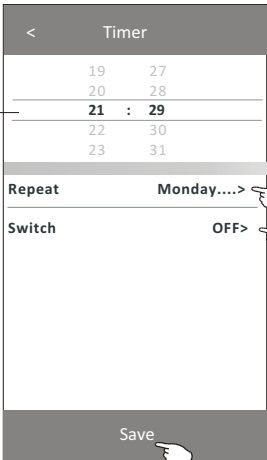 < Timer
19 27
20 28
21 : 29
22 30
23 31
Repeat Monday....>
Switch OFF>
Save